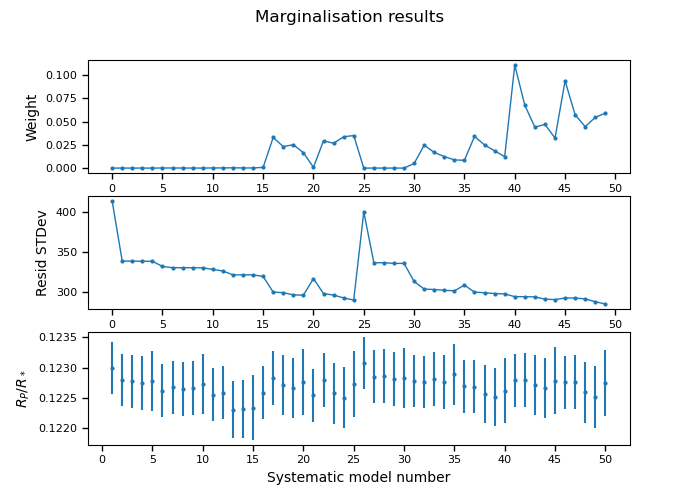 Marginalisation results
Weight
0.100
0.075
0.050
0.025
0.000
0 5 10 15 20 25 30 35 40 45 50
Resid STDev
400
350
300
0 5 10 15 20 25 30 35 40 45 50
R_P/R_*
0.1235
0.1230
0.1225
0.1220
0 5 10 15 20 25 30 35 40 45 50
Systematic model number